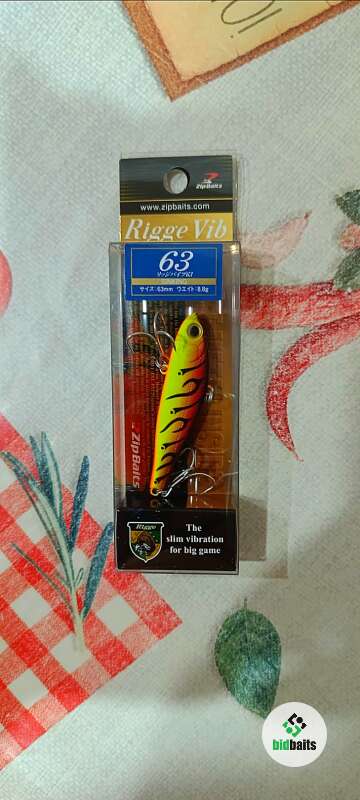 ZipBaits
www.zipbaits.com
Rigge Vib
63
リッジバイブ63
SINKING
サイズ:63mm ウエイト:8.8g
ZipBaits
Rigge
The
slim vibration
for big game
bidbaits